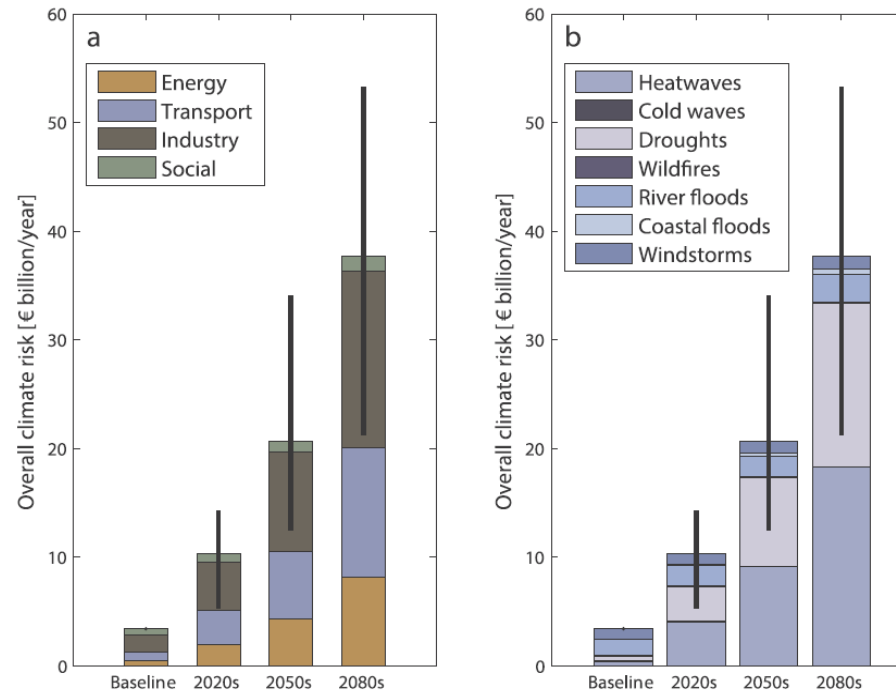 a
Energy
Transport
Industry
Social
Overall climate risk [€ billion/year]
60
50
40
30
20
10
0
Baseline 2020s 2050s 2080s
b
Heatwaves
Cold waves
Droughts
Wildfires
River floods
Coastal floods
Windstorms
Overall climate risk [€ billion/year]
60
50
40
30
20
10
0
Baseline 2020s 2050s 2080s